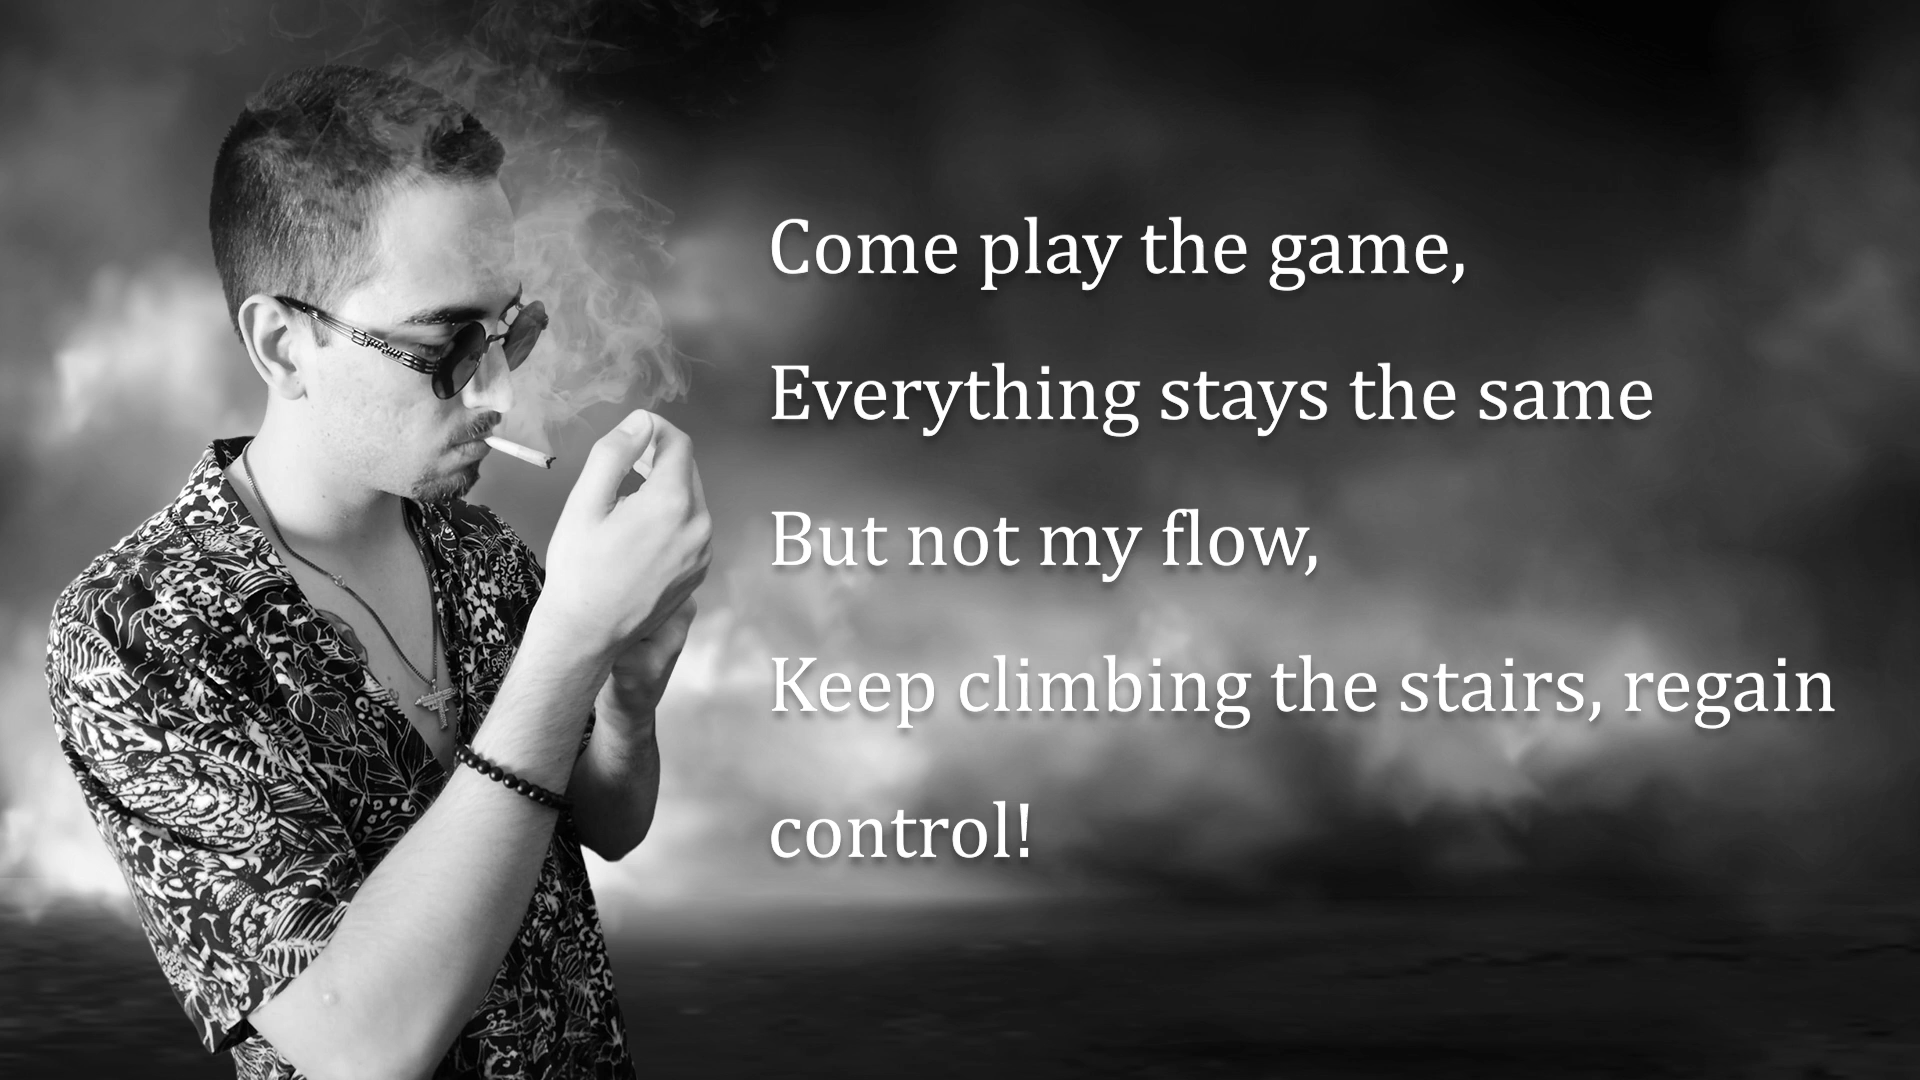 Come play the game,
Everything stays the same
But not my flow,
Keep climbing the stairs, regain
control!